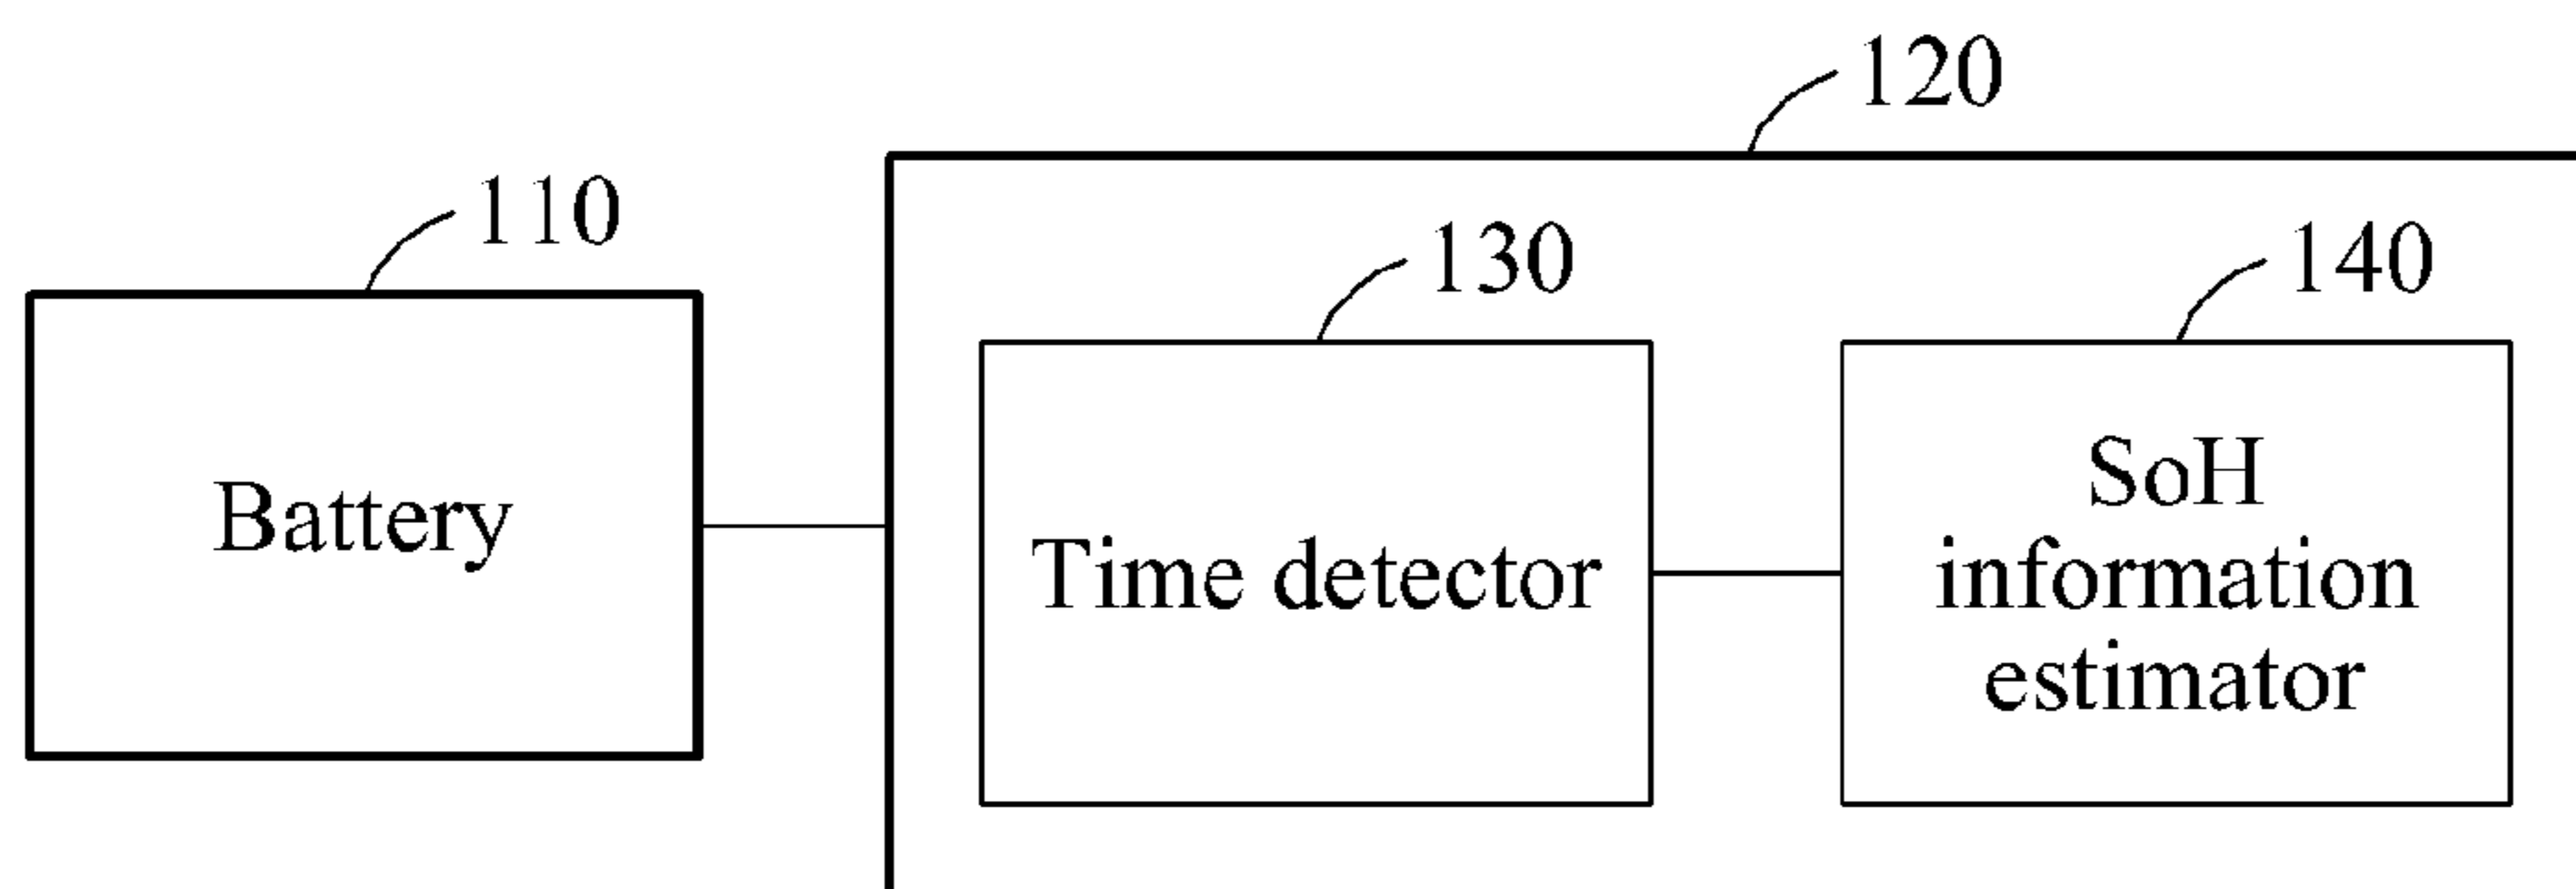 120
110
130
140
Battery
Time detector
SoH
information
estimator